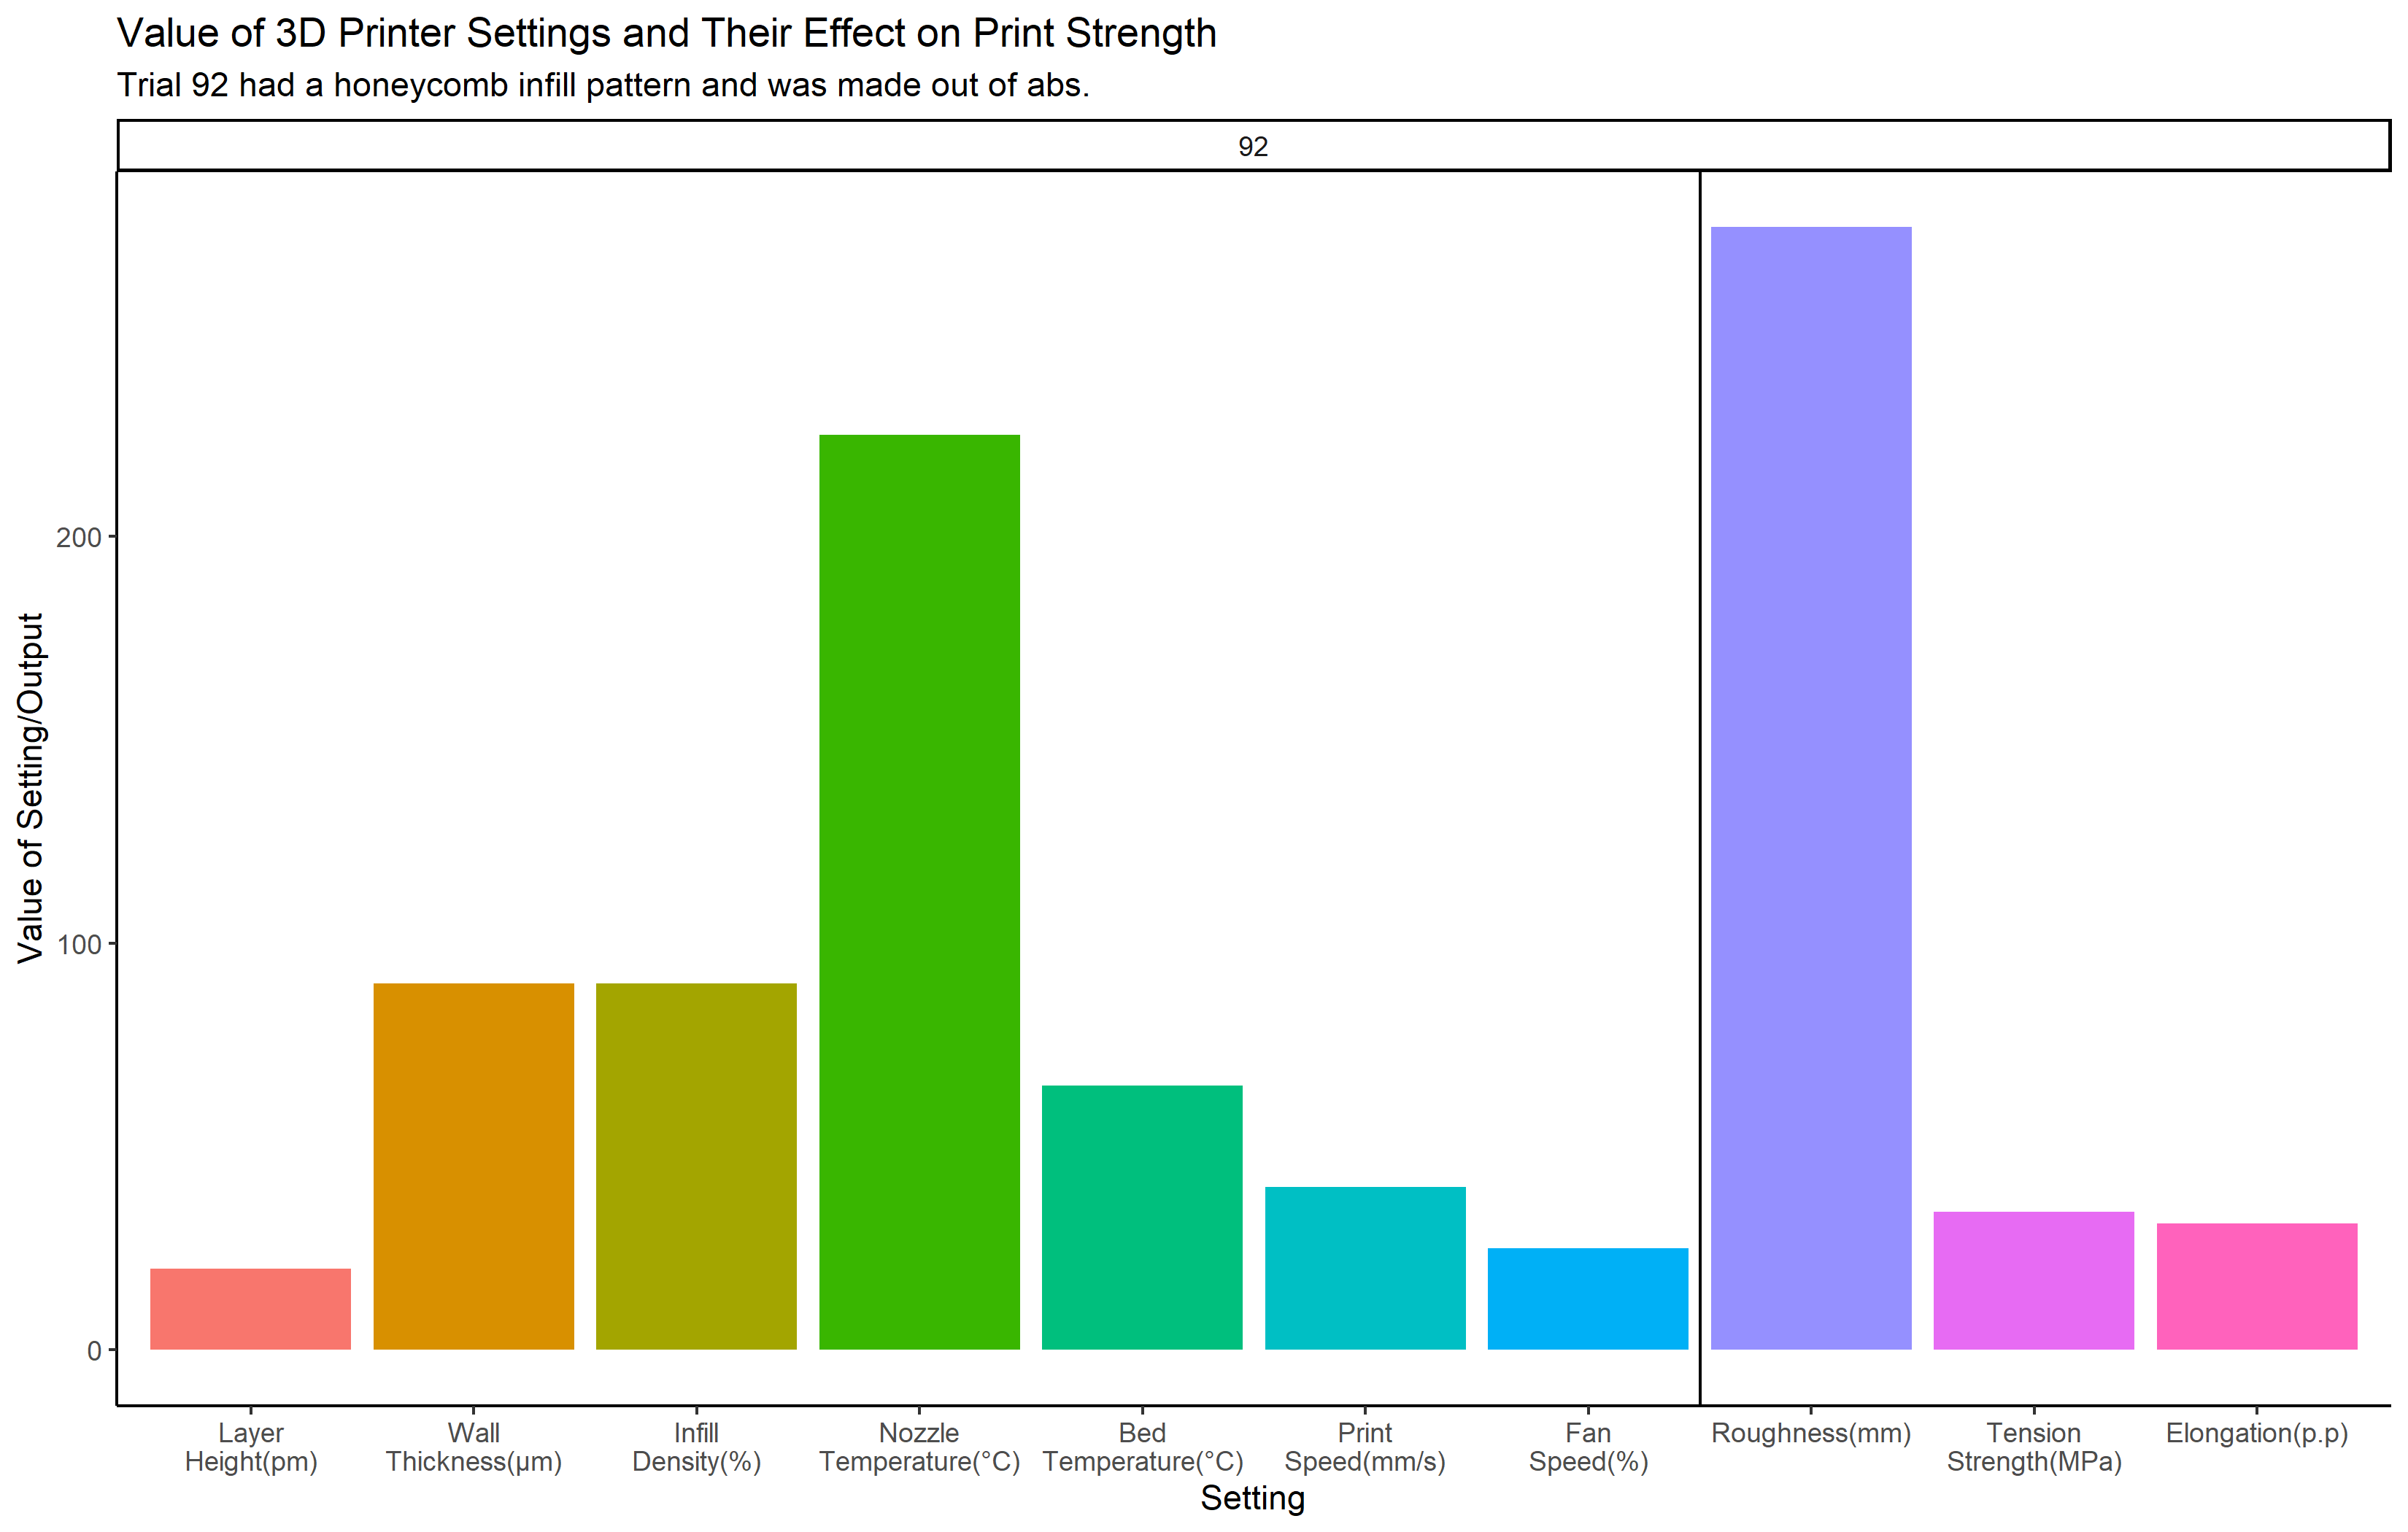 Value of 3D Printer Settings and Their Effect on Print Strength
Trial 92 had a honeycomb infill pattern and was made out of abs.
92
Value of Setting/Output
200
100
0
Layer
Height(pm)
Wall
Thickness(µm)
Infill
Density(%)
Nozzle
Temperature(°C)
Bed
Temperature(°C)
Print
Speed(mm/s)
Fan
Speed(%)
Roughness(mm)
Tension
Strength(MPa)
Elongation(p.p)
Setting